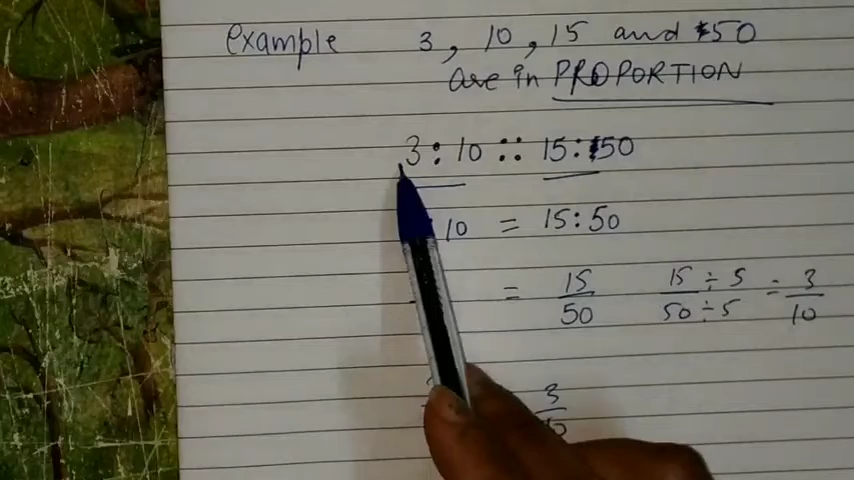 example 3, 10, 15 and 50
are in PROPORTION
3 : 10 :: 15 : 50
10 = 15 : 50
= 15/50 15 ÷ 5 / 50 ÷ 5 = 3/10
3